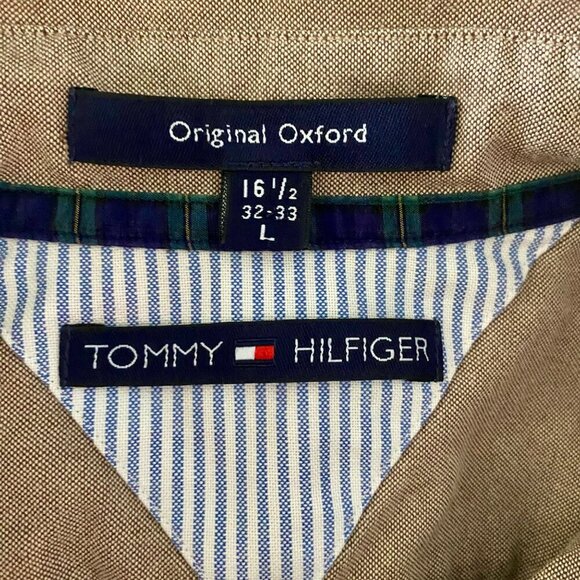 Original Oxford
16 1/2
32-33
L
TOMMY HILFIGER